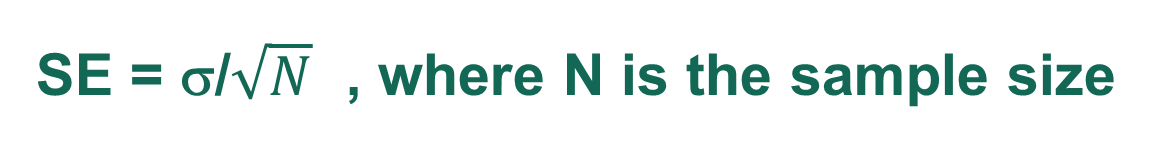 SE = σ/√N , where N is the sample size